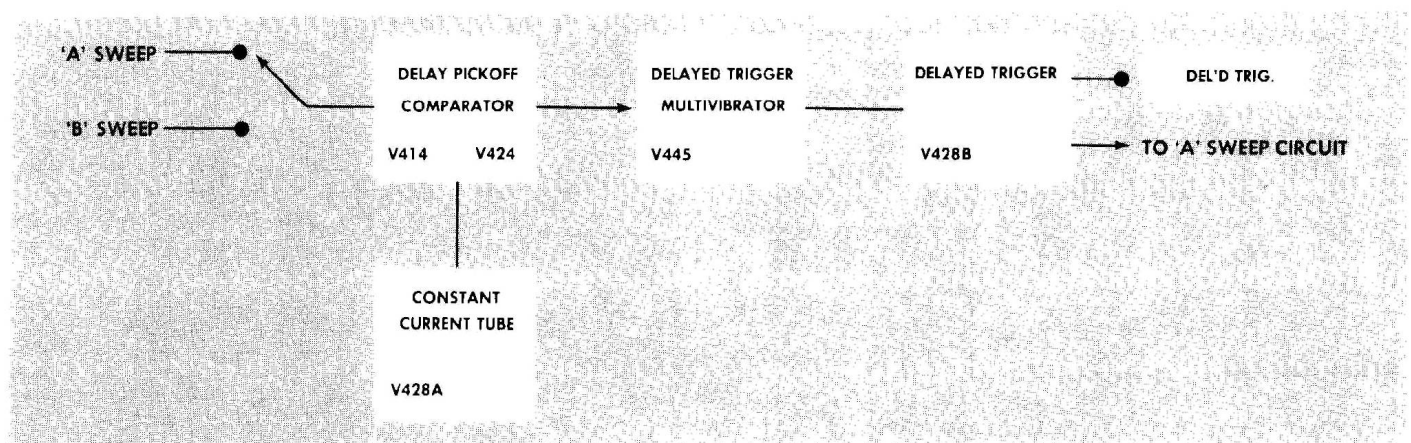 'A' SWEEP
'B' SWEEP
DELAY PICKOFF
COMPARATOR
V414 V424
DELAYED TRIGGER
MULTIVIBRATOR
V445
DELAYED TRIGGER
V428B
DEL'D TRIG.
TO 'A' SWEEP CIRCUIT
CONSTANT
CURRENT TUBE
V428A